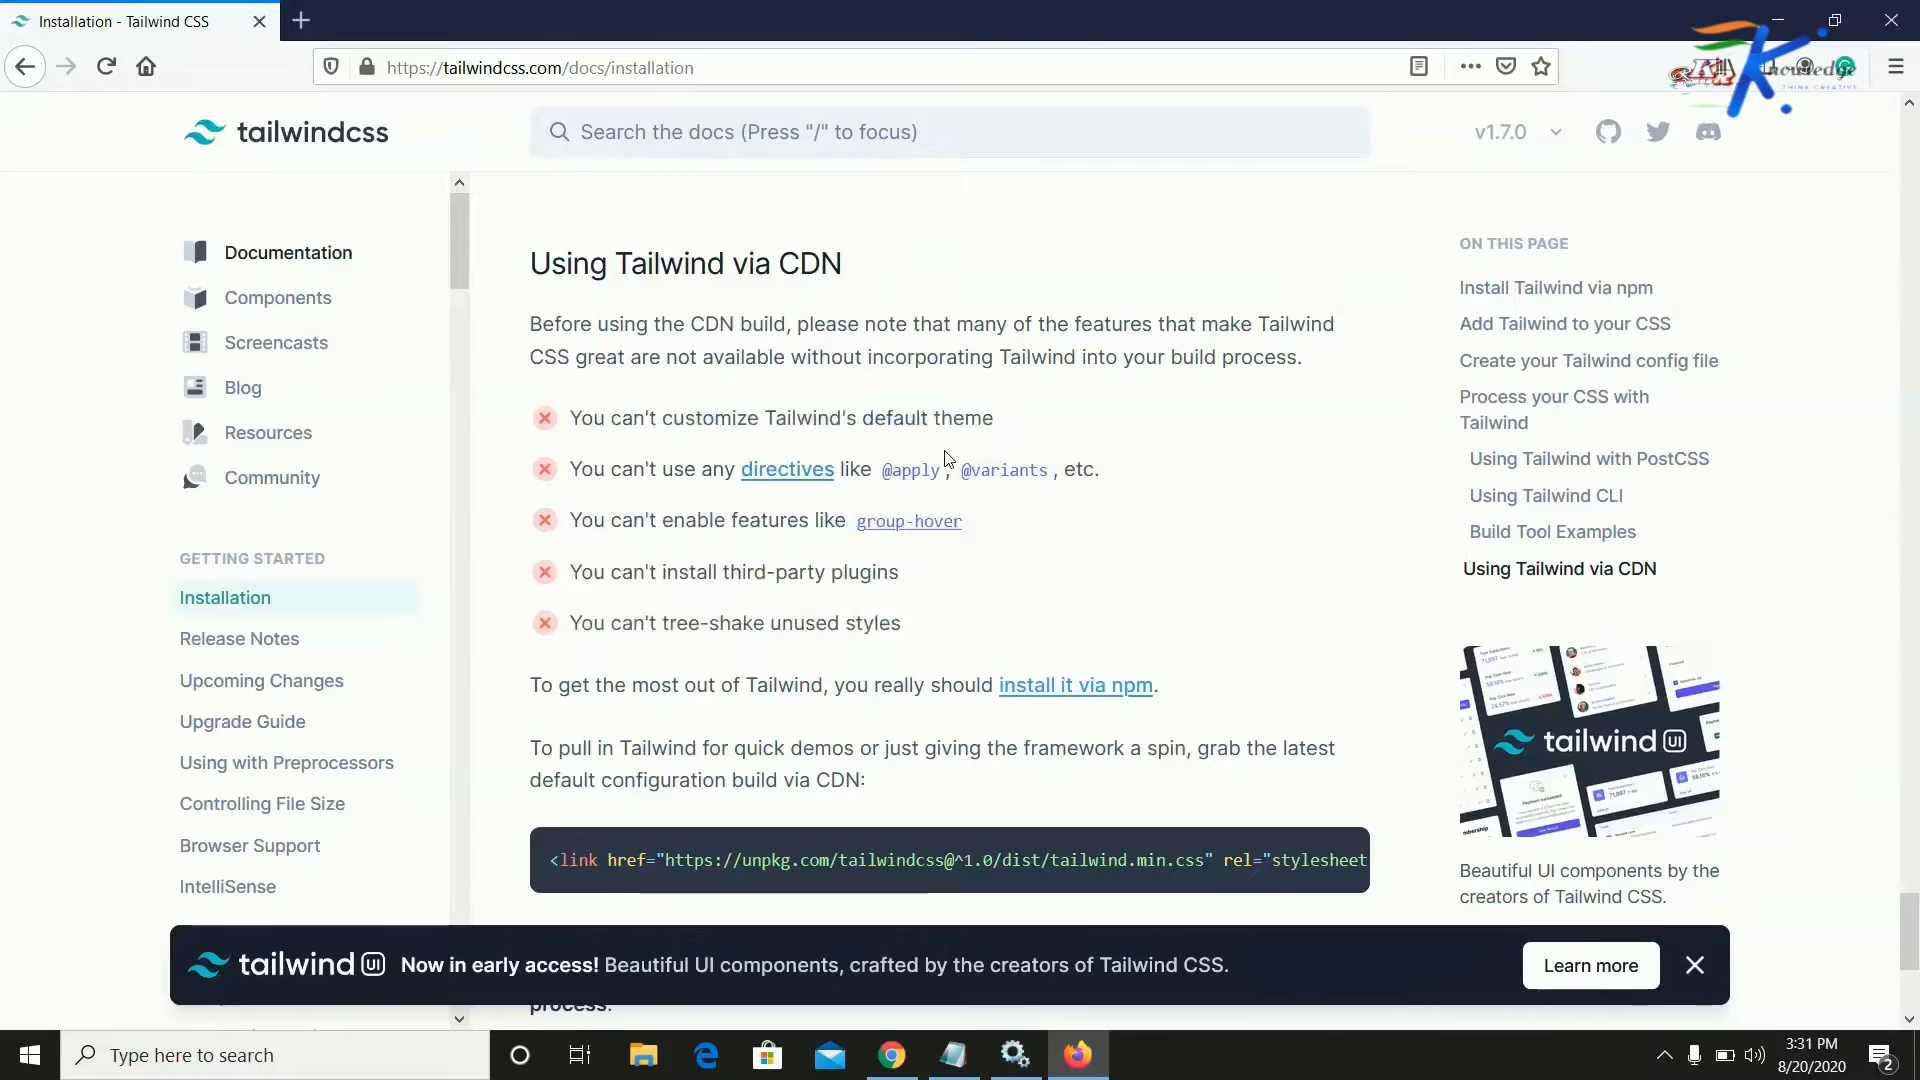 Installation - Tailwind CSS
https://tailwindcss.com/docs/installation
Knowledge
THINK CREATIVE
tailwindcss
Search the docs (Press "/" to focus)
v1.7.0
Documentation
Components
Screencasts
Blog
Resources
Community
GETTING STARTED
Installation
Release Notes
Upcoming Changes
Upgrade Guide
Using with Preprocessors
Controlling File Size
Browser Support
IntelliSense
Using Tailwind via CDN
Before using the CDN build, please note that many of the features that make Tailwind
CSS great are not available without incorporating Tailwind into your build process.
You can't customize Tailwind's default theme
You can't use any directives like @apply, @variants, etc.
You can't enable features like group-hover
You can't install third-party plugins
You can't tree-shake unused styles
To get the most out of Tailwind, you really should install it via npm.
To pull in Tailwind for quick demos or just giving the framework a spin, grab the latest
default configuration build via CDN:
<link href="https://unpkg.com/tailwindcss@^1.0/dist/tailwind.min.css" rel="stylesheet
process.
ON THIS PAGE
Install Tailwind via npm
Add Tailwind to your CSS
Create your Tailwind config file
Process your CSS with
Tailwind
Using Tailwind with PostCSS
Using Tailwind CLI
Build Tool Examples
Using Tailwind via CDN
tailwind UI
Beautiful UI components by the
creators of Tailwind CSS.
tailwind UI Now in early access! Beautiful UI components, crafted by the creators of Tailwind CSS.
Learn more
Type here to search
3:31 PM
8/20/2020
2